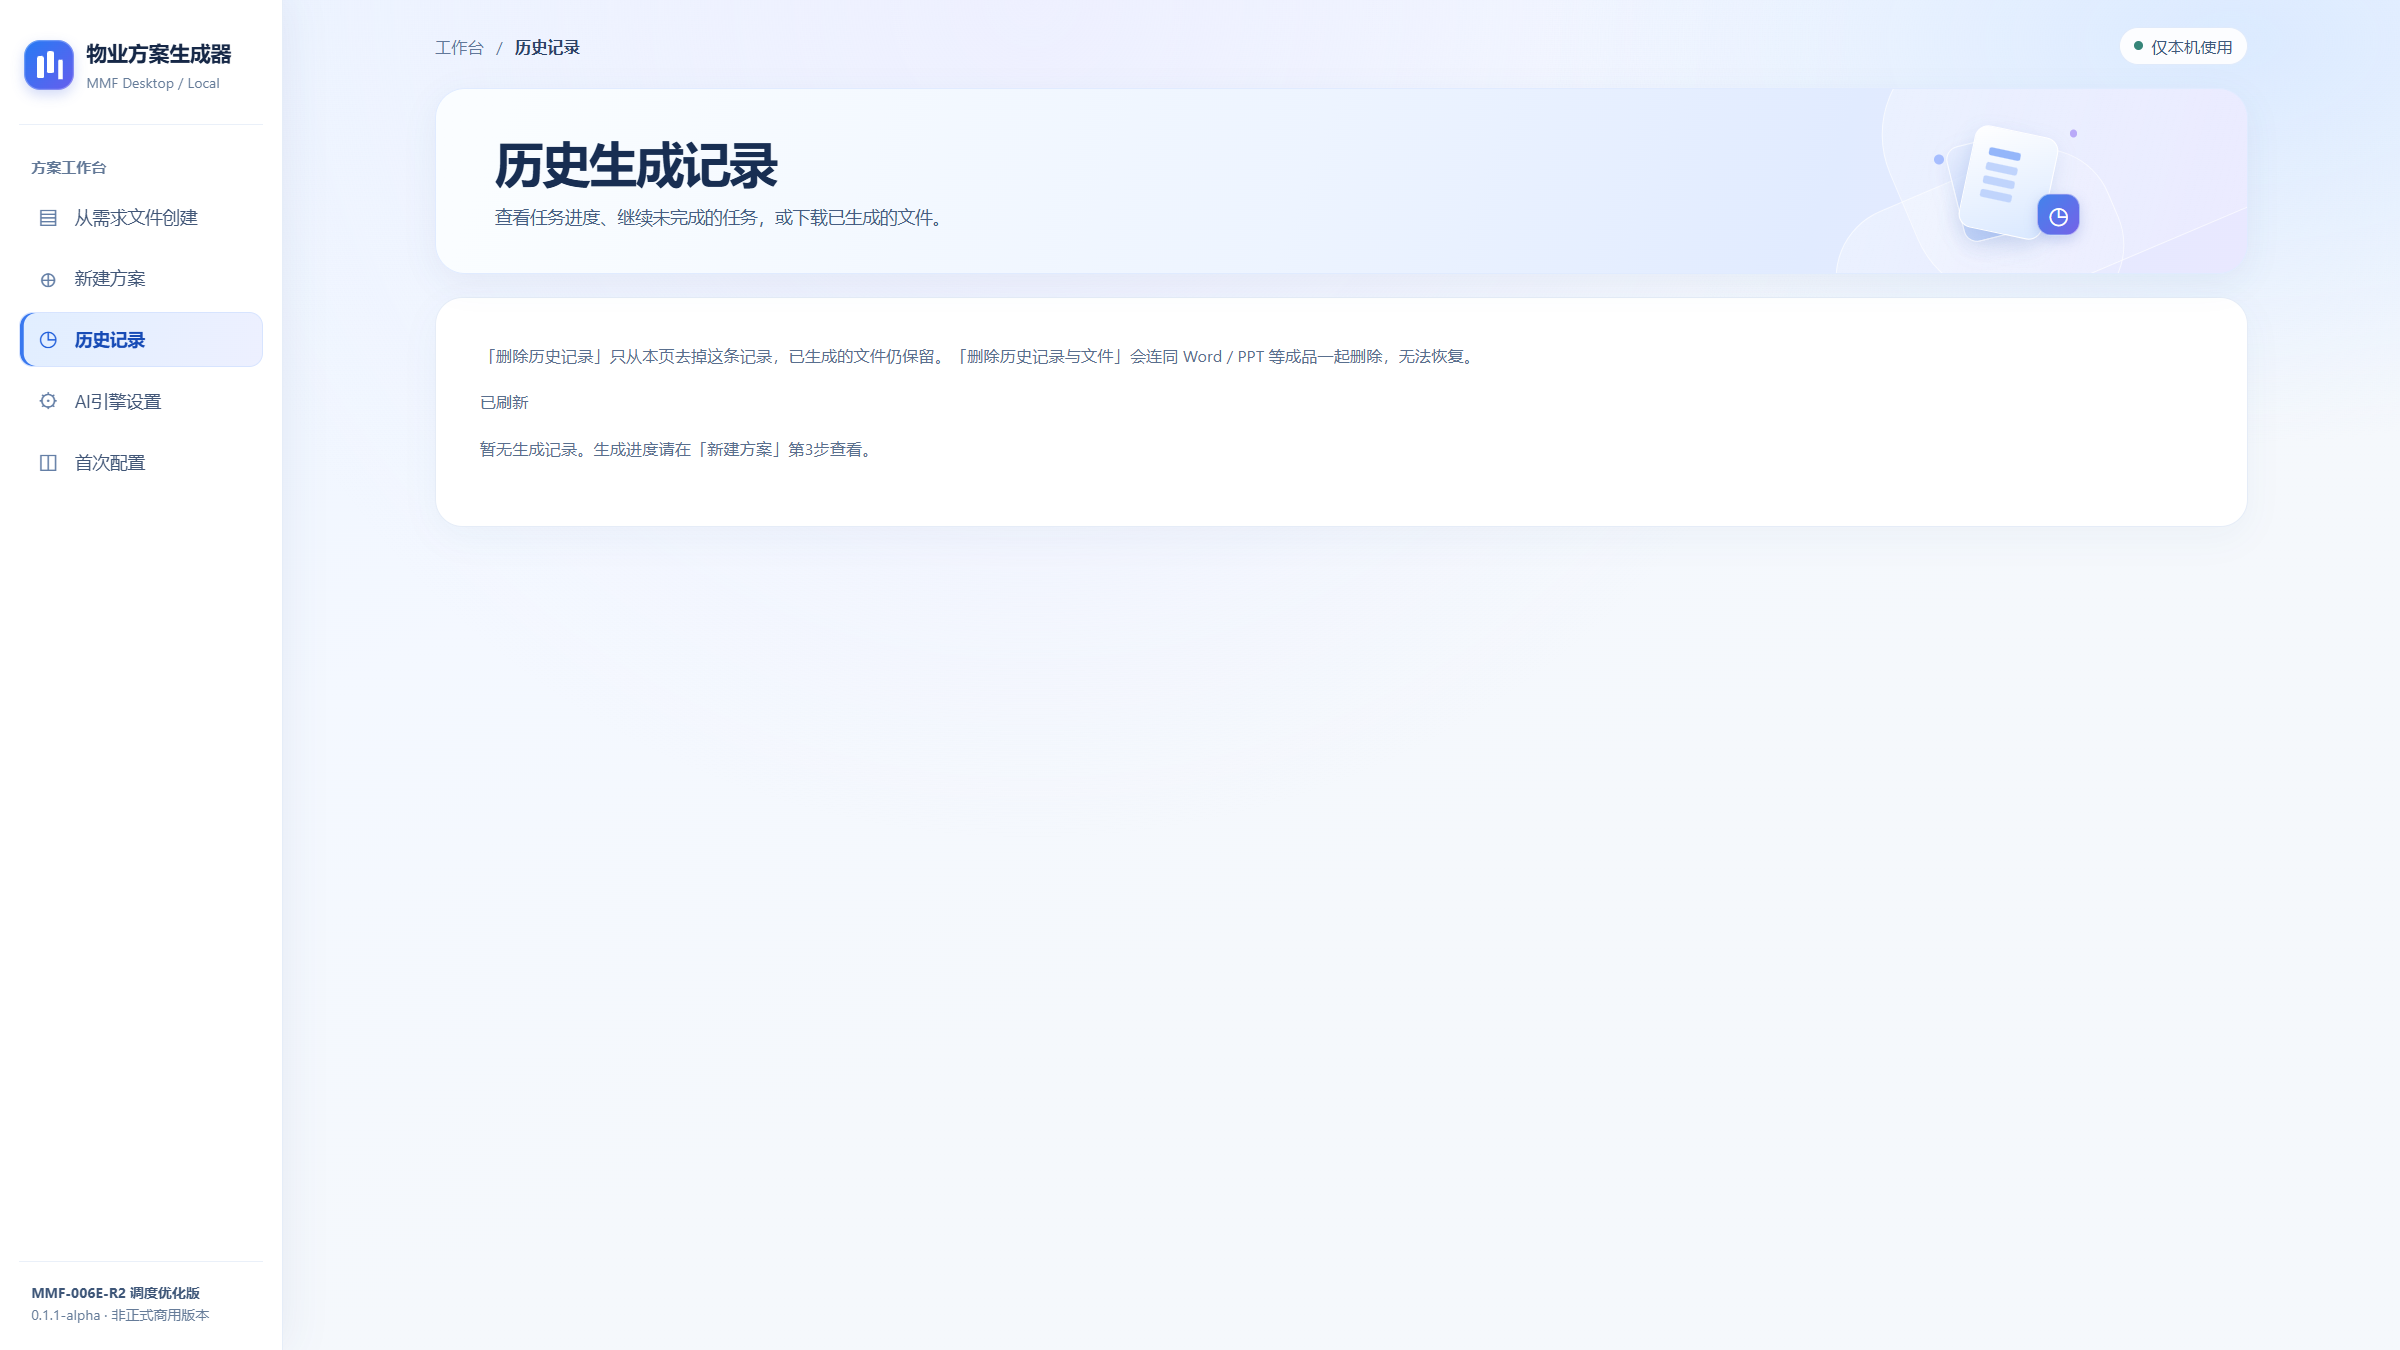 物业方案生成器
MMF Desktop / Local
方案工作台
从需求文件创建
新建方案
历史记录
AI引擎设置
首次配置
MMF-006E-R2 调度优化版
0.1.1-alpha · 非正式商用版本
工作台 / 历史记录
仅本机使用
历史生成记录
查看任务进度、继续未完成的任务，或下载已生成的文件。
「删除历史记录」只从本页去掉这条记录，已生成的文件仍保留。「删除历史记录与文件」会连同 Word / PPT 等成品一起删除，无法恢复。
已刷新
暂无生成记录。生成进度请在「新建方案」第3步查看。